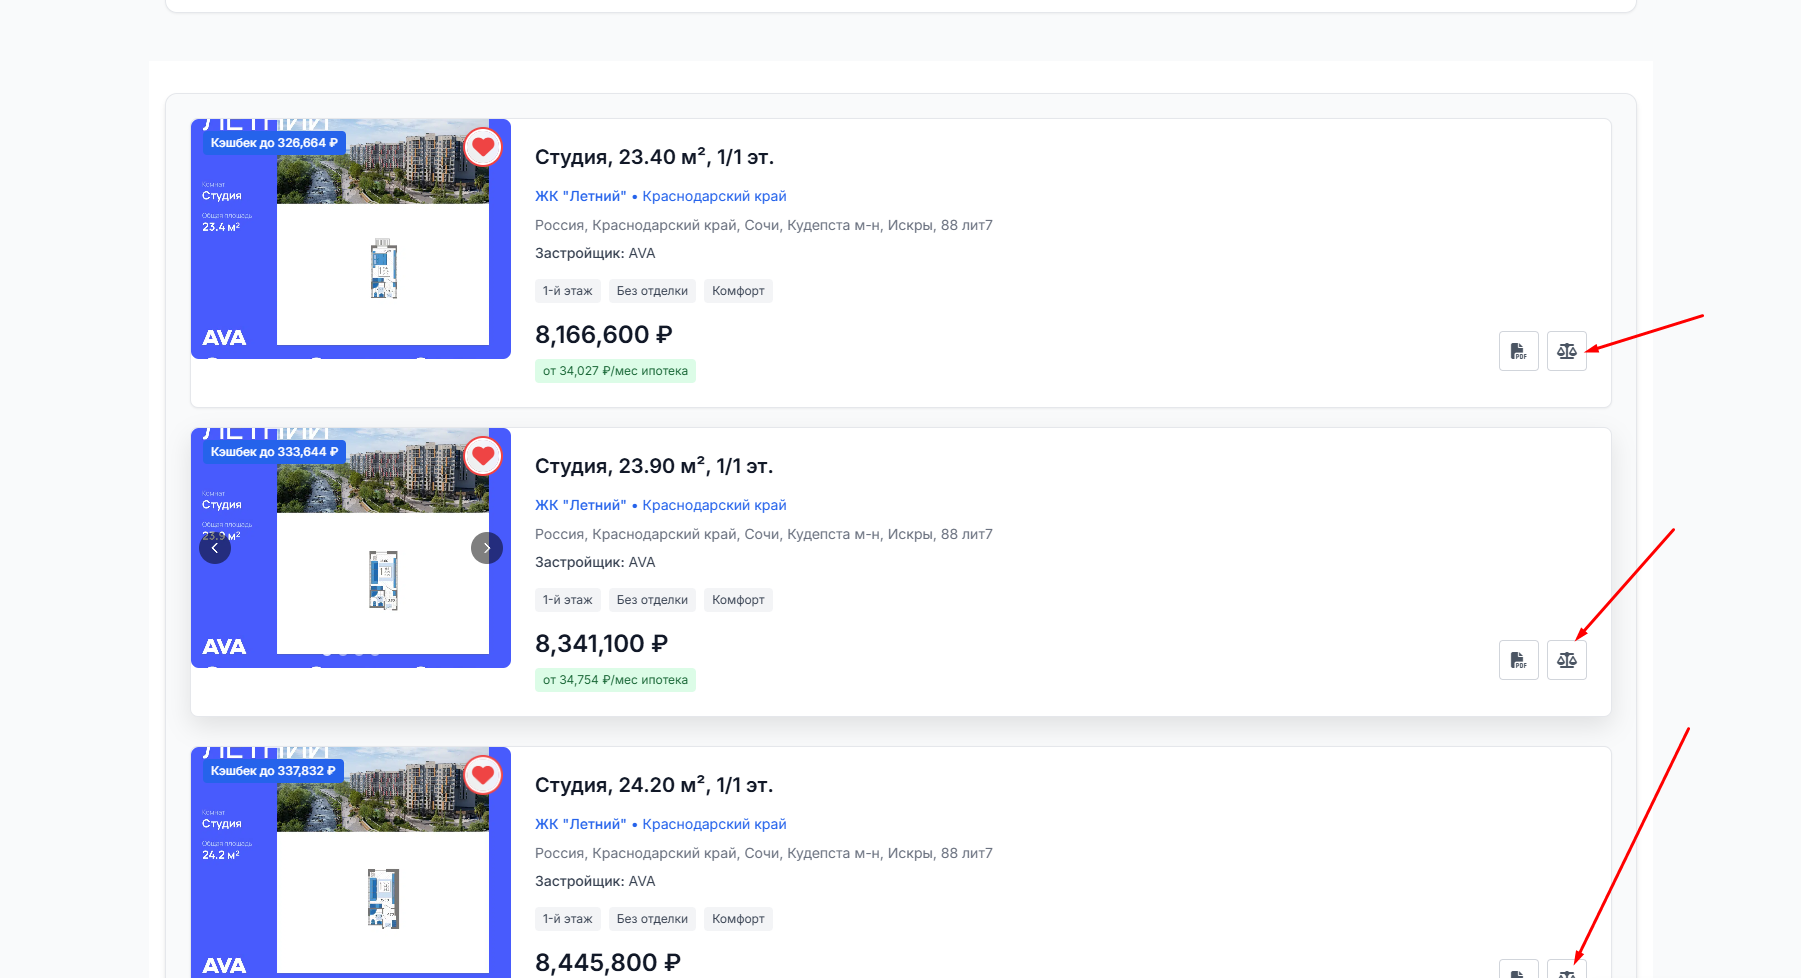 ЛЕТНИЙ
Кэшбек до 326,664 ₽
Комнат
Студия
Общая площадь
23.4 м²
AVA
Студия, 23.40 м², 1/1 эт.
ЖК "Летний" • Краснодарский край
Россия, Краснодарский край, Сочи, Кудепста м-н, Искры, 88 лит7
Застройщик: AVA
1-й этаж Без отделки Комфорт
8,166,600 ₽
от 34,027 ₽/мес ипотека
PDF
ЛЕТНИЙ
Кэшбек до 333,644 ₽
Комнат
Студия
Общая площадь
23.9 м²
AVA
Студия, 23.90 м², 1/1 эт.
ЖК "Летний" • Краснодарский край
Россия, Краснодарский край, Сочи, Кудепста м-н, Искры, 88 лит7
Застройщик: AVA
1-й этаж Без отделки Комфорт
8,341,100 ₽
от 34,754 ₽/мес ипотека
PDF
ЛЕТНИЙ
Кэшбек до 337,832 ₽
Комнат
Студия
Общая площадь
24.2 м²
AVA
Студия, 24.20 м², 1/1 эт.
ЖК "Летний" • Краснодарский край
Россия, Краснодарский край, Сочи, Кудепста м-н, Искры, 88 лит7
Застройщик: AVA
1-й этаж Без отделки Комфорт
8,445,800 ₽